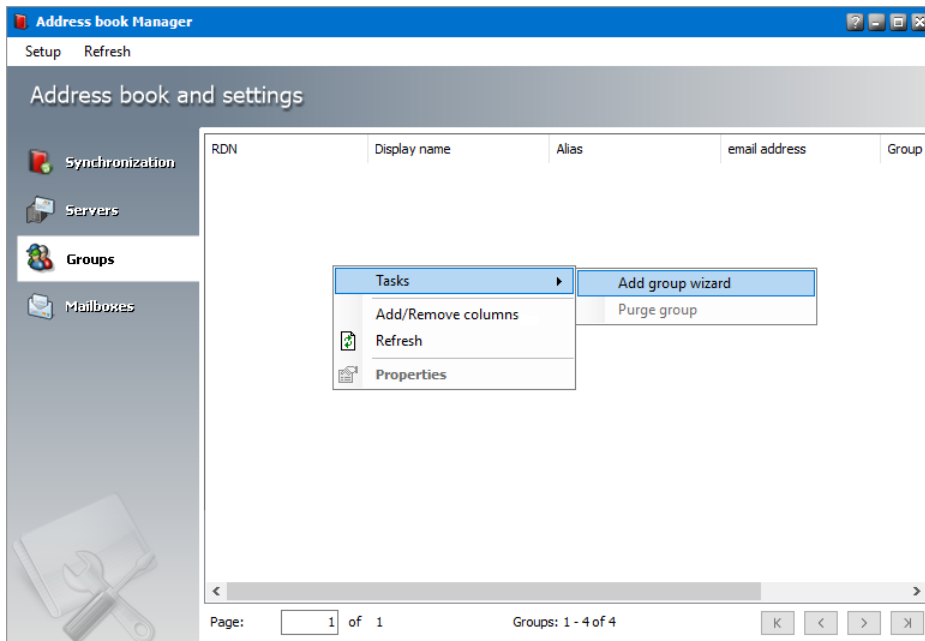 Address book Manager
Setup Refresh
Address book and settings
RDN Display name Alias email address Group
Synchronization
Servers
Groups
Mailboxes
Tasks
Add group wizard
Purge group
Add/Remove columns
Refresh
Properties
Page: 1 of 1 Groups: 1 - 4 of 4